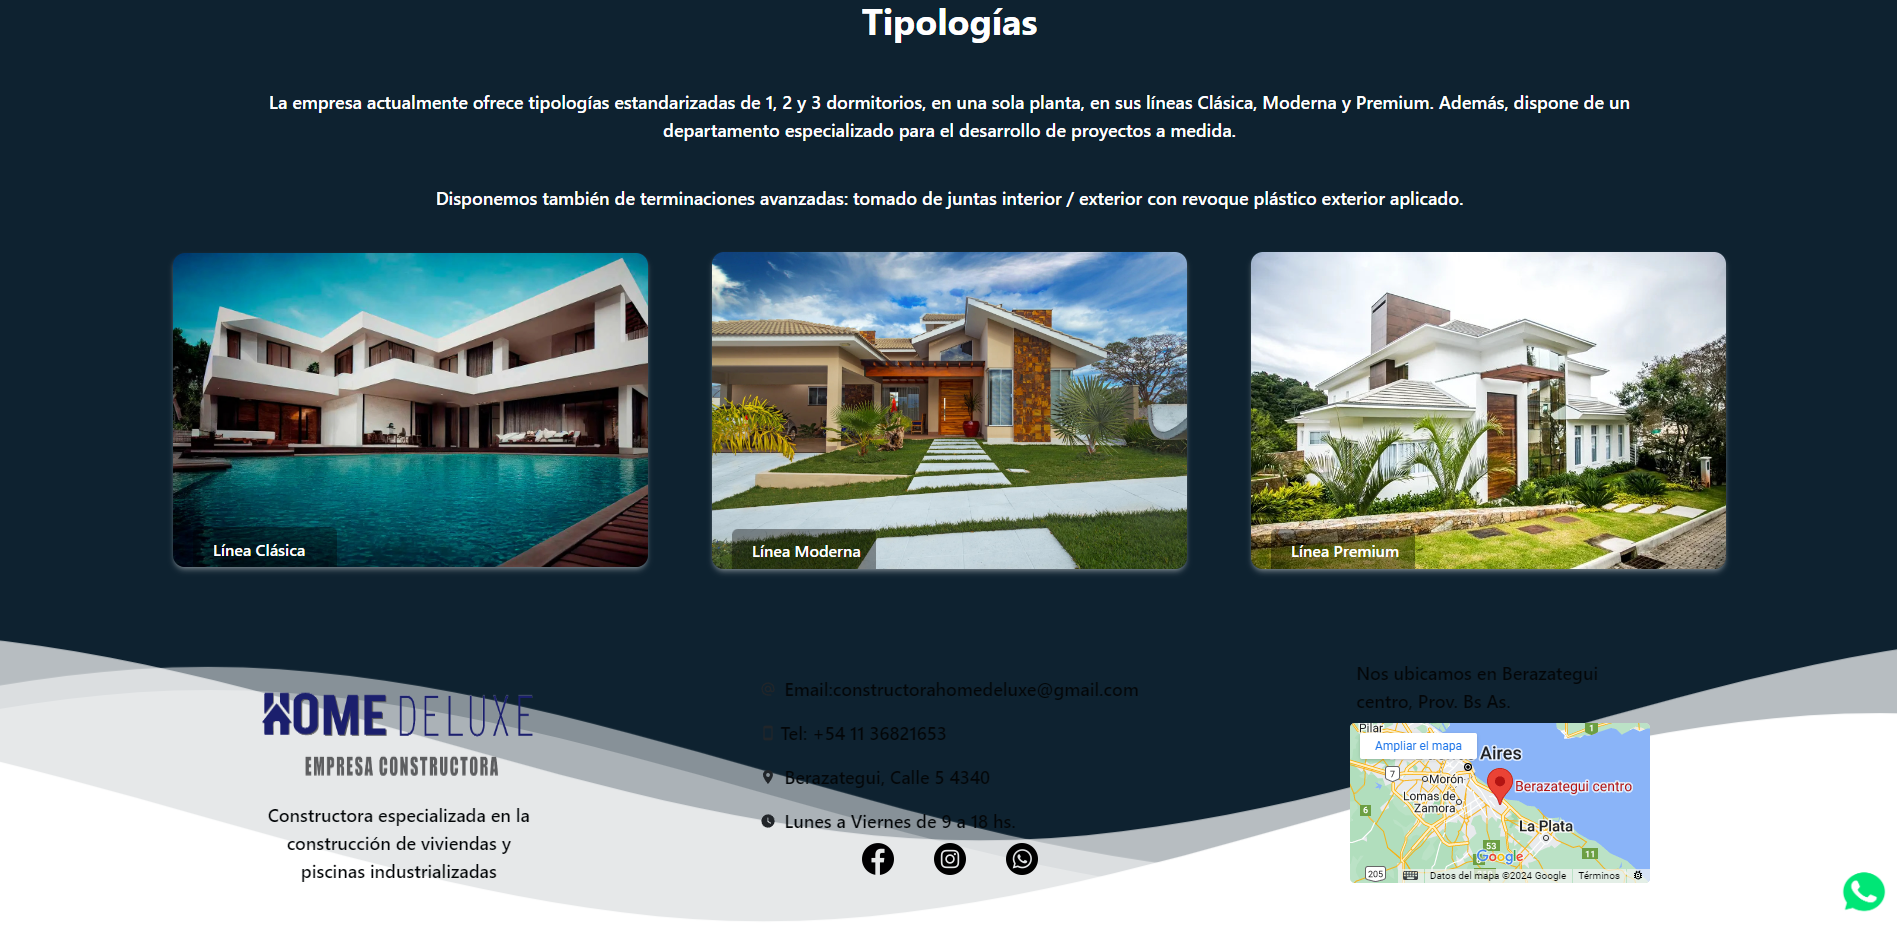 Tipologías
La empresa actualmente ofrece tipologías estandarizadas de 1, 2 y 3 dormitorios, en una sola planta, en sus líneas Clásica, Moderna y Premium. Además, dispone de un
departamento especializado para el desarrollo de proyectos a medida.
Disponemos también de terminaciones avanzadas: tomado de juntas interior / exterior con revoque plástico exterior aplicado.
Línea Clásica
Línea Moderna
Línea Premium
HOME DELUXE
EMPRESA CONSTRUCTORA
Constructora especializada en la
construcción de viviendas y
piscinas industrializadas
Email:constructorahomedeluxe@gmail.com
Tel: +54 11 36821653
Berazategui, Calle 5 4340
Lunes a Viernes de 9 a 18 hs.
Nos ubicamos en Berazategui
centro, Prov. Bs As.
Pilar
1
Ampliar el mapa
Aires
7
Morón
Berazategui centro
Lomas de
Zamora
6
La Plata
53
11
Google
205
Datos del mapa ©2024 Google
Términos